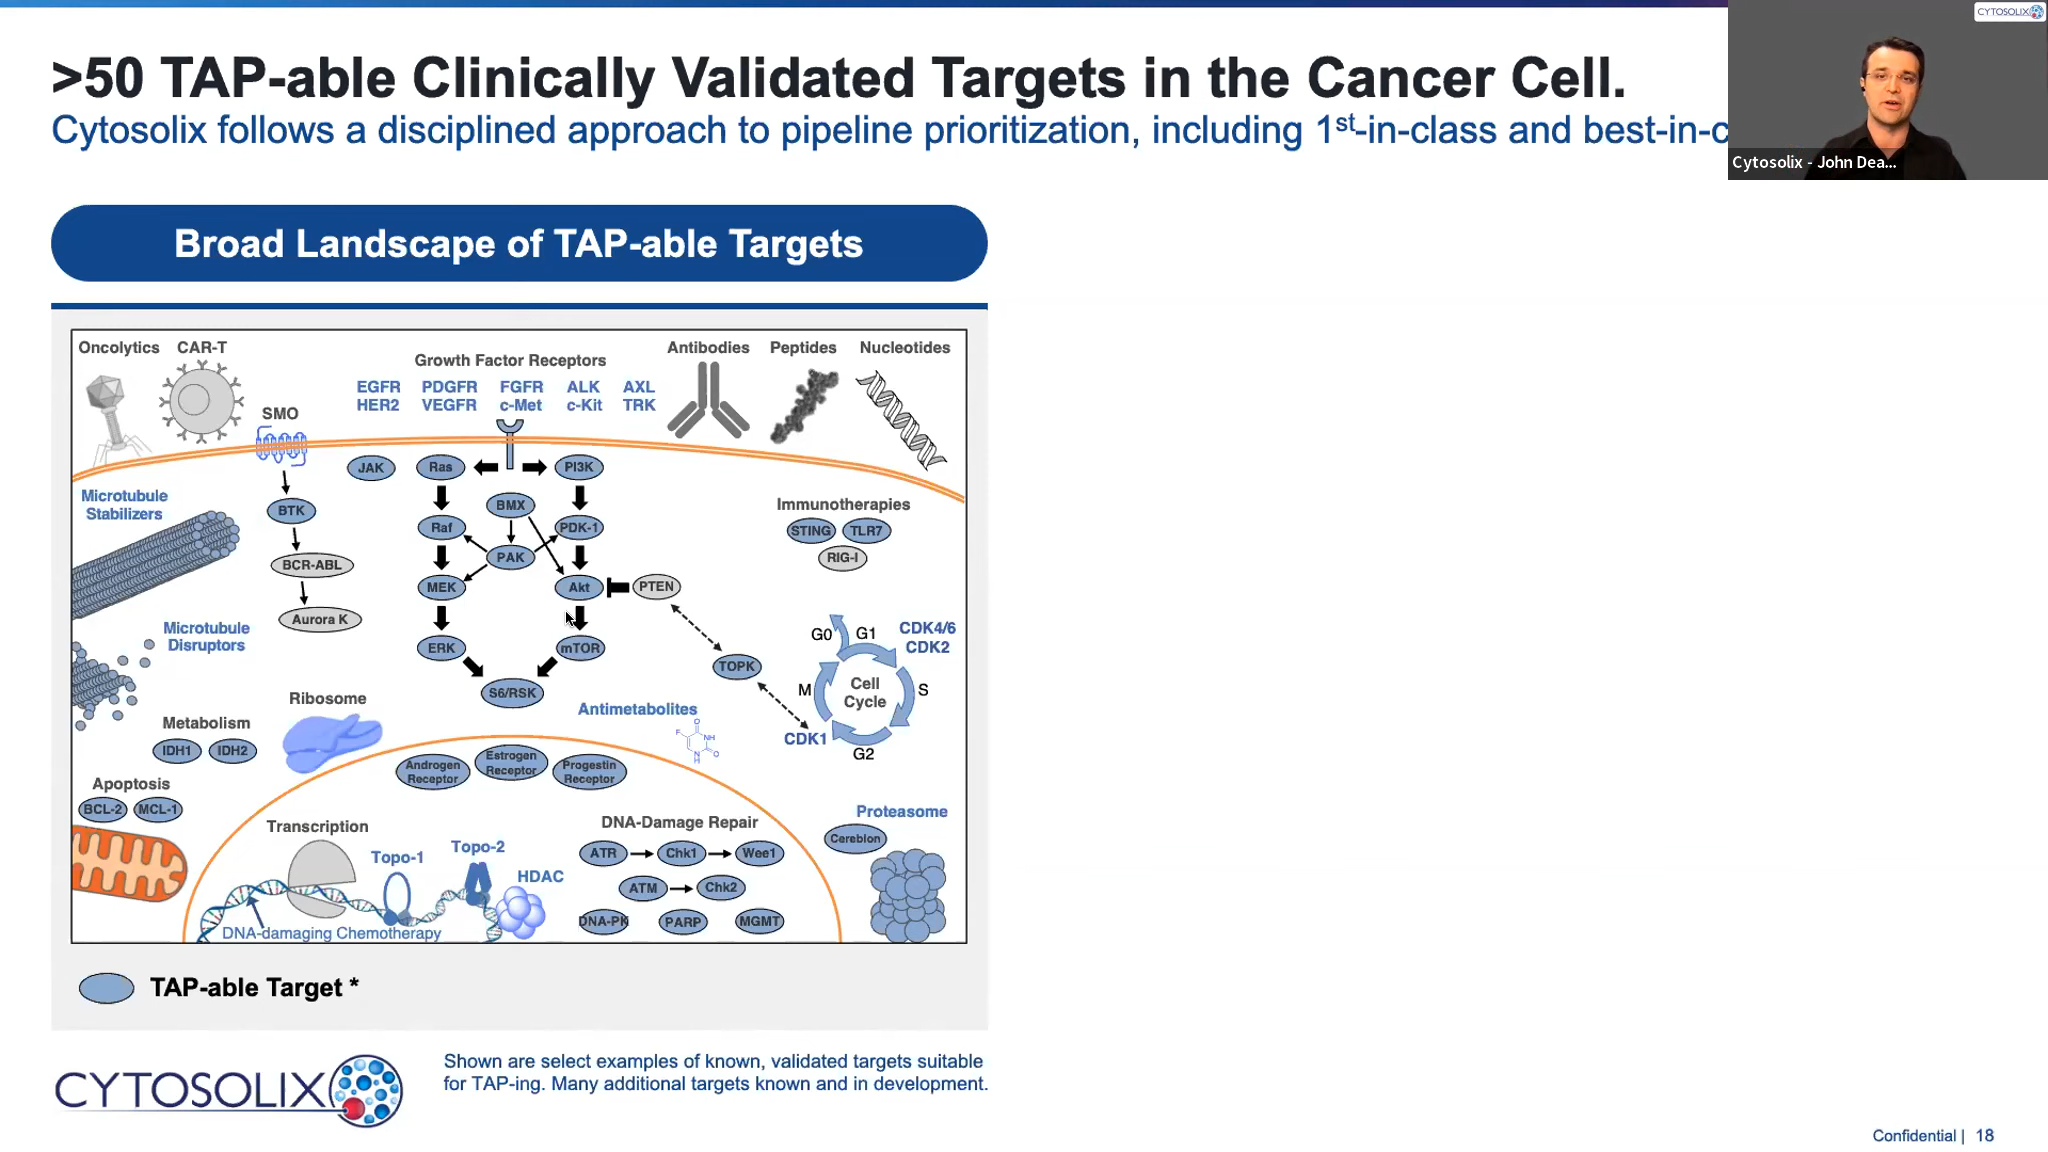 CYTOSOLIX
>50 TAP-able Clinically Validated Targets in the Cancer Cell.
Cytosolix follows a disciplined approach to pipeline prioritization, including 1st-in-class and best-in-c
Cytosolix - John Dea...
Broad Landscape of TAP-able Targets
Oncolytics
CAR-T
SMO
Growth Factor Receptors
EGFR PDGFR FGFR ALK AXL
HER2 VEGFR c-Met c-Kit TRK
Antibodies
Peptides
Nucleotides
JAK
Ras
PI3K
Microtubule
Stabilizers
BTK
BMX
Raf
PDK-1
PAK
BCR-ABL
MEK
Akt
PTEN
Aurora K
Immunotherapies
STING
TLR7
RIG-I
Microtubule
Disruptors
ERK
mTOR
S6/RSK
TOPK
G0
G1
CDK4/6
CDK2
M
Cell
Cycle
S
CDK1
G2
Ribosome
Metabolism
IDH1
IDH2
Antimetabolites
F
O
NH
N
H
O
Androgen
Receptor
Estrogen
Receptor
Progestin
Receptor
Apoptosis
BCL-2
MCL-1
Transcription
Topo-1
Topo-2
HDAC
DNA-damaging Chemotherapy
DNA-Damage Repair
ATR
Chk1
Wee1
ATM
Chk2
DNA-PK
PARP
MGMT
Proteasome
Cereblon
TAP-able Target *
CYTOSOLIX
Shown are select examples of known, validated targets suitable
for TAP-ing. Many additional targets known and in development.
Confidential | 18